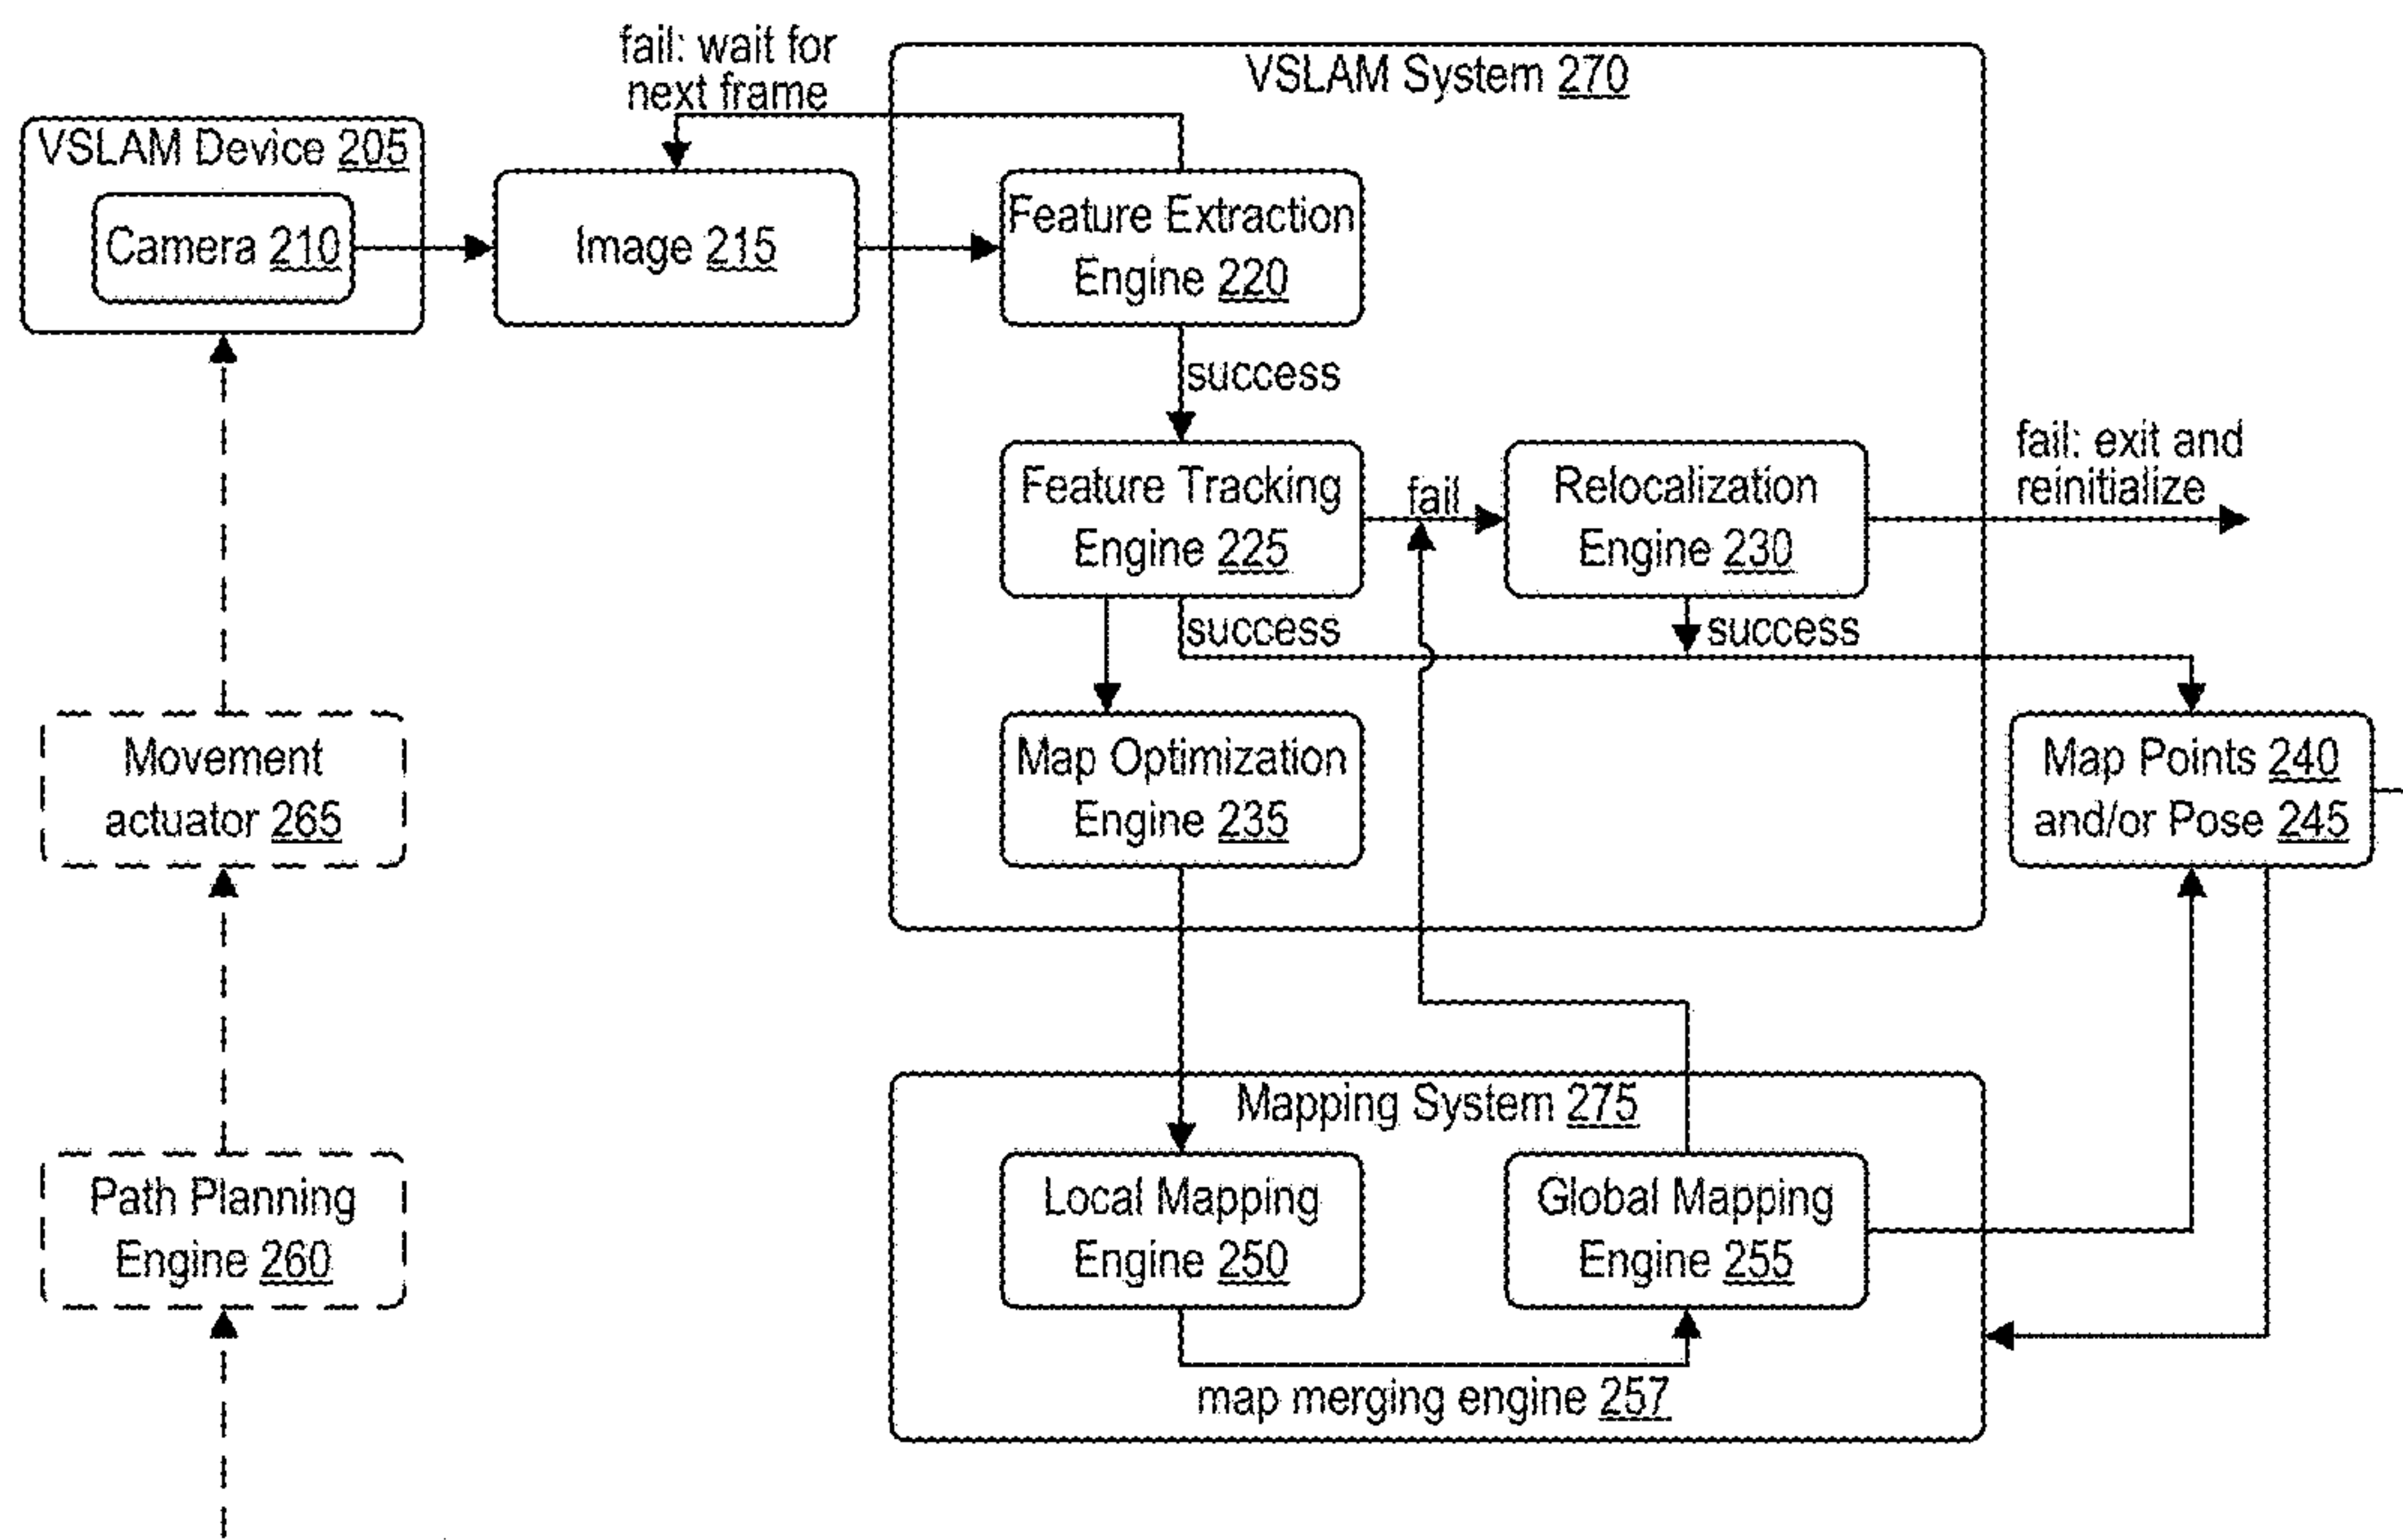 fail: wait for
next frame
VSLAM System 270
VSLAM Device 205
Camera 210
Image 215
Feature Extraction
Engine 220
success
Feature Tracking
Engine 225
fail
Relocalization
Engine 230
fail: exit and
reinitialize
success
success
Movement
actuator 265
Map Optimization
Engine 235
Map Points 240
and/or Pose 245
Mapping System 275
Path Planning
Engine 260
Local Mapping
Engine 250
Global Mapping
Engine 255
map merging engine 257